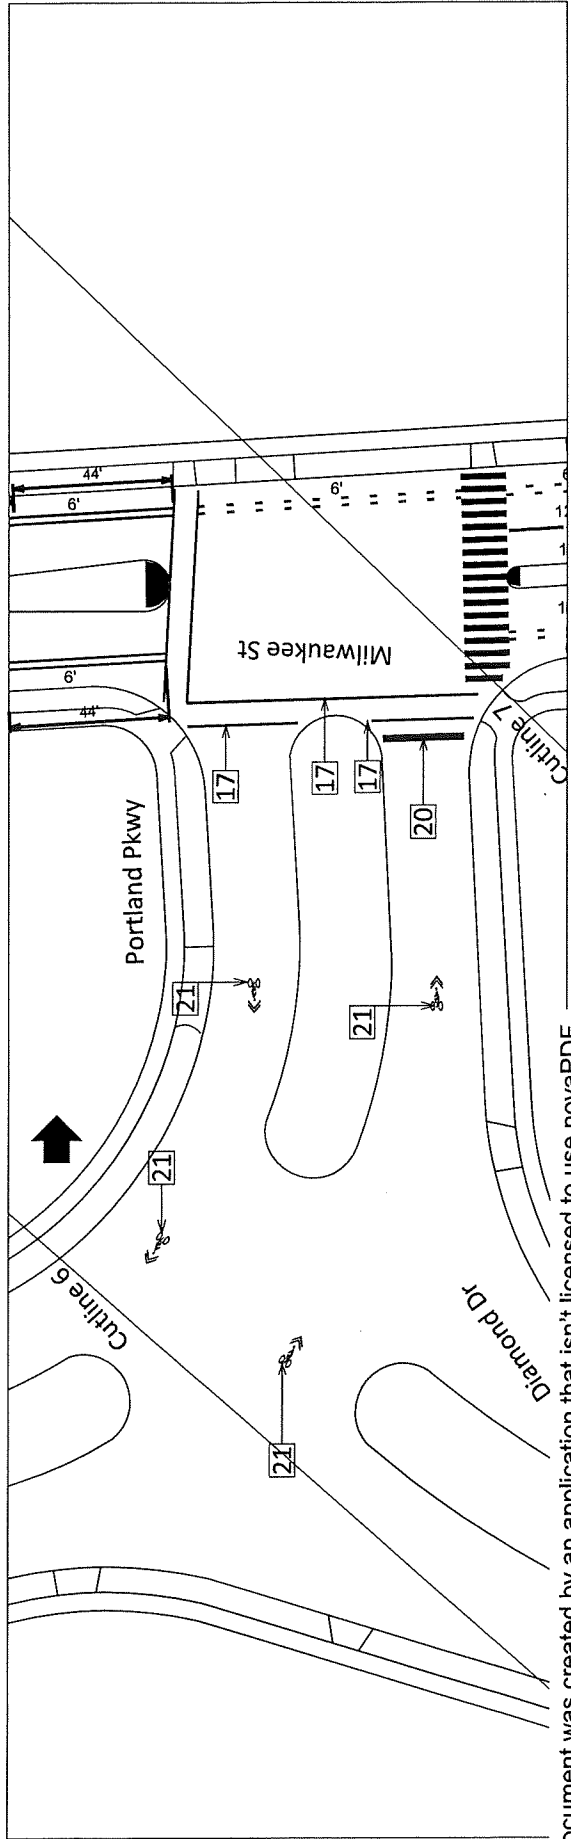 Portland Pkwy
Milwaukee St
Diamond Dr
Cutline 6
Cutline 7
44'
6'
6'
44'
6'
17
17
17
20
21
21
21
21
ocument was created by an application that isn't licensed to use novaPDF